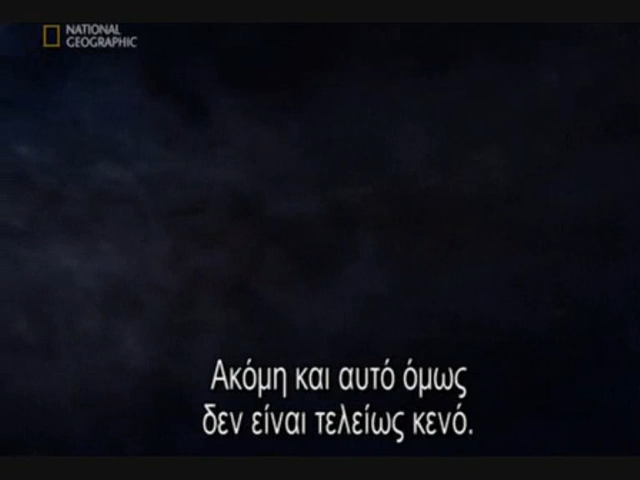 NATIONAL
GEOGRAPHIC
Ακόμη και αυτό όμως
δεν είναι τελείως κενό.